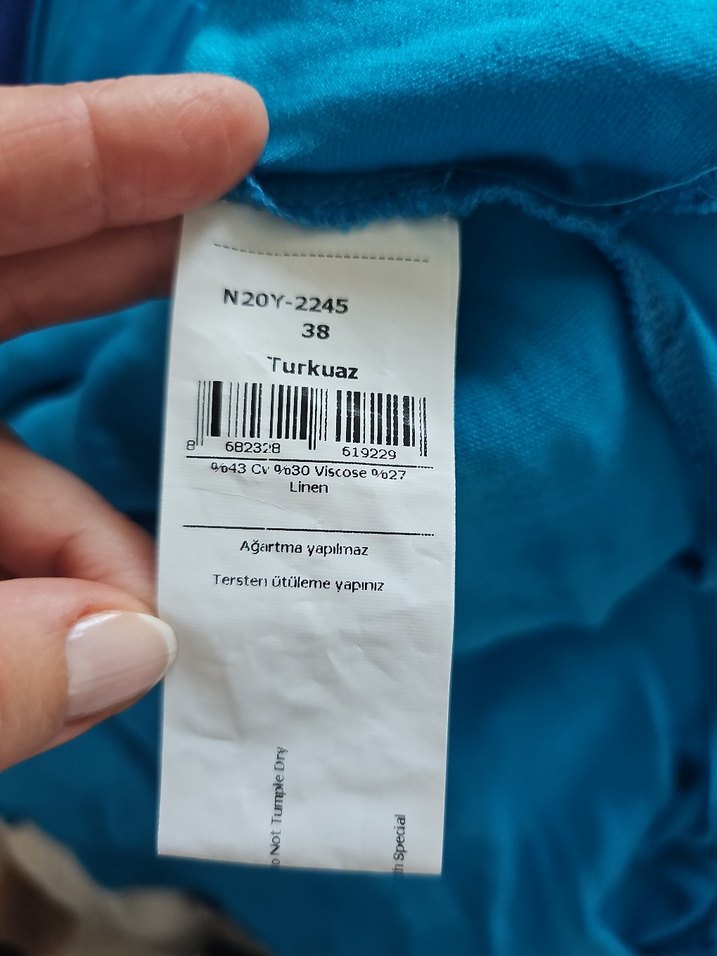 N20Y-2245
38
Turkuaz
8 682328 619229
%43 Cv %30 Viscose %27
Linen
Ağartma yapılmaz
Tersten ütüleme yapınız
Not Tumple Dry
Special